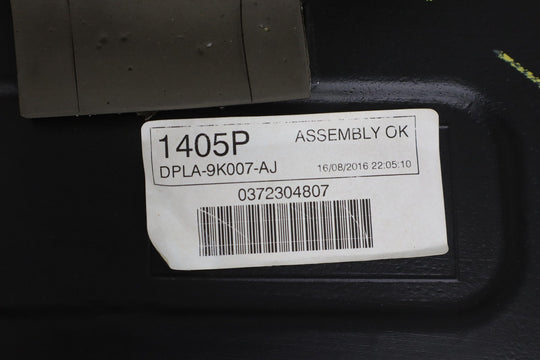 1405P ASSEMBLY OK
DPLA-9K007-AJ 16/08/2016 22:05:10
0372304807